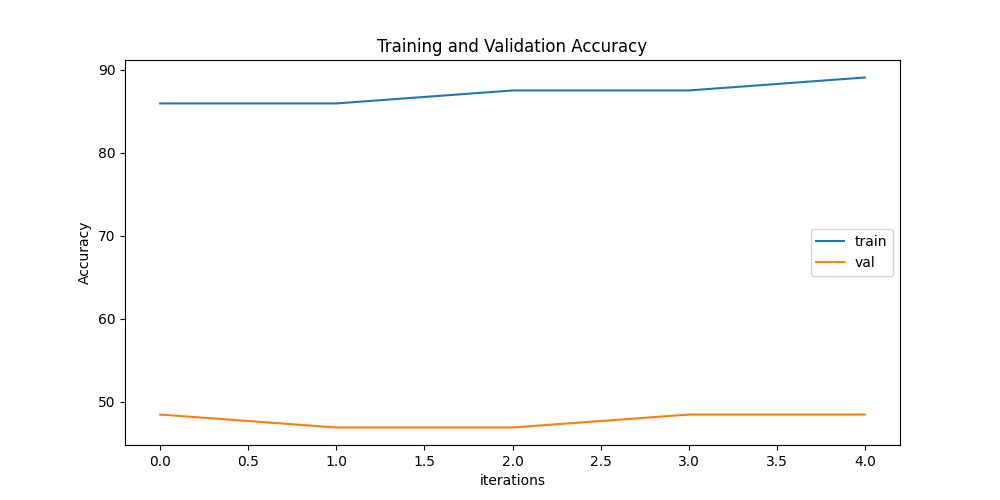 Training and Validation Accuracy
90
80
70
60
50
Accuracy
train
val
0.0 0.5 1.0 1.5 2.0 2.5 3.0 3.5 4.0
iterations